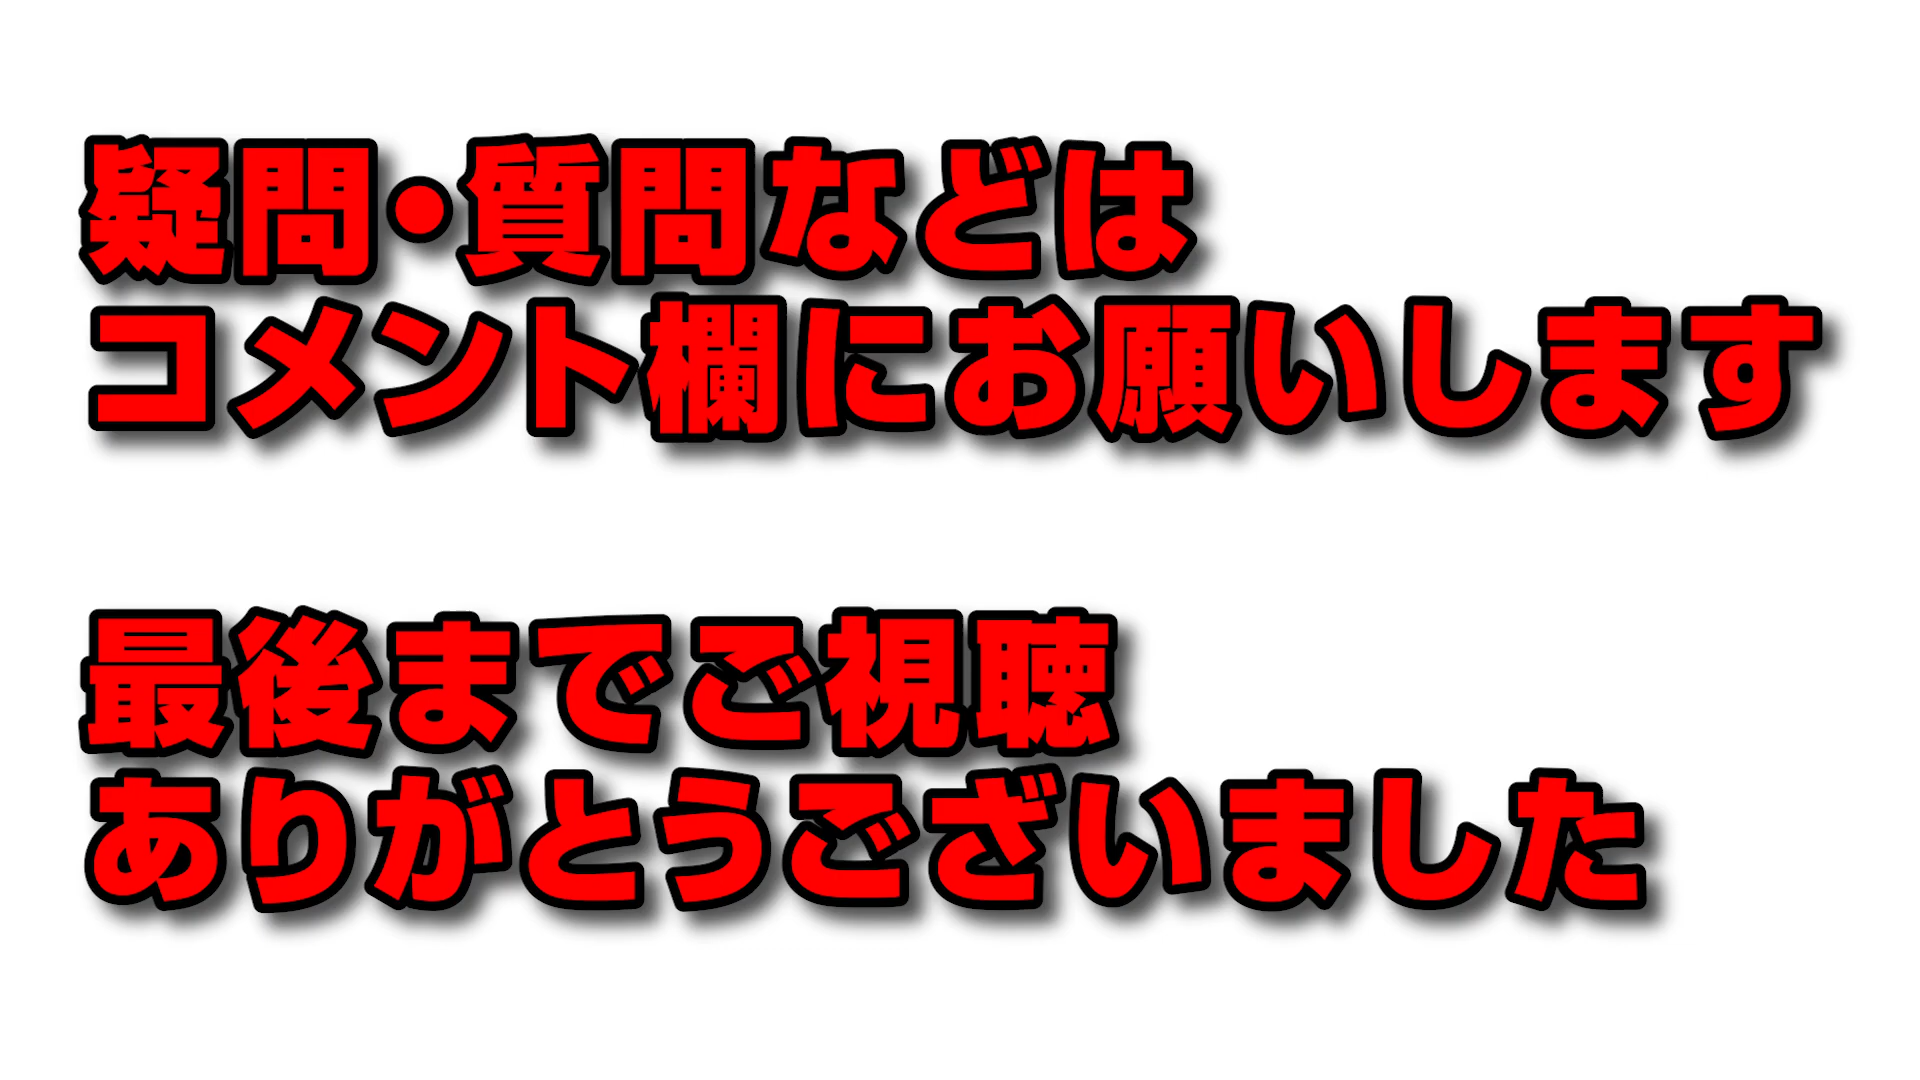 疑問・質問などは
コメント欄にお願いします
最後までご視聴
ありがとうございました